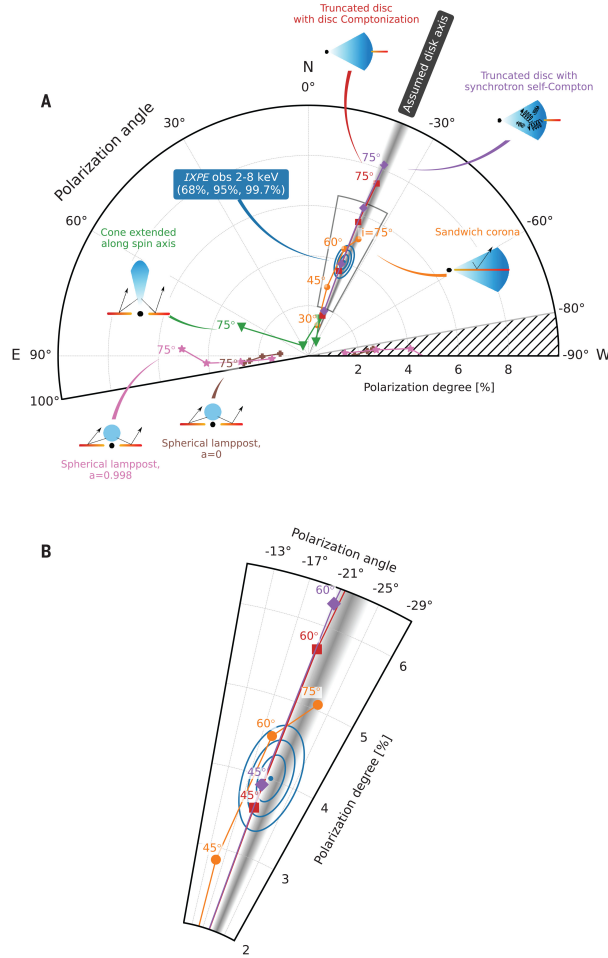 Truncated disc
with disc Comptonization
N
0°
Assumed disk axis
Truncated disc with
synchrotron self-Compton
A
Polarization angle
30°
-30°
75°
75°
IXPE obs 2-8 keV
(68%, 95%, 99.7%)
60°
-60°
Cone extended
along spin axis
60°
i=75°
Sandwich corona
45°
30°
75°
-80°
75°
75°
E
90°
-90°
W
2
4
6
8
Polarization degree [%]
100°
Spherical lamppost,
a=0
Spherical lamppost,
a=0.998
B
Polarization angle
-13°
-17°
-21°
-25°
-29°
60°
60°
6
75°
60°
5
45°
45°
4
Polarization degree [%]
45°
3
2